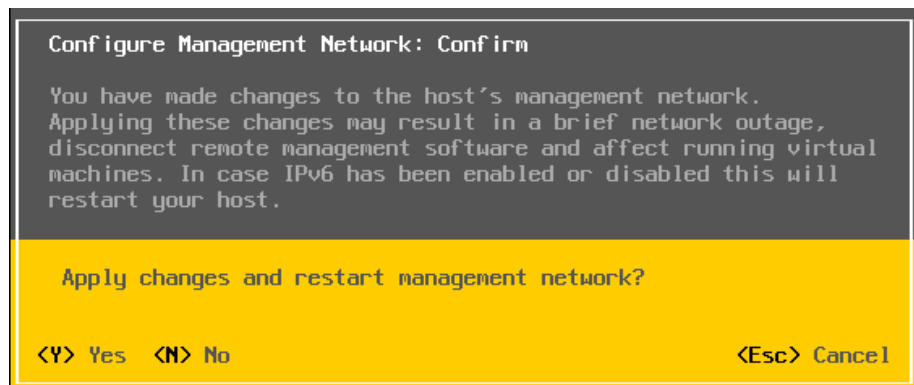 Configure Management Network: Confirm
You have made changes to the host's management network.
Applying these changes may result in a brief network outage,
disconnect remote management software and affect running virtual
machines. In case IPv6 has been enabled or disabled this will
restart your host.
Apply changes and restart management network?
<Y> Yes <N> No <Esc> Cancel